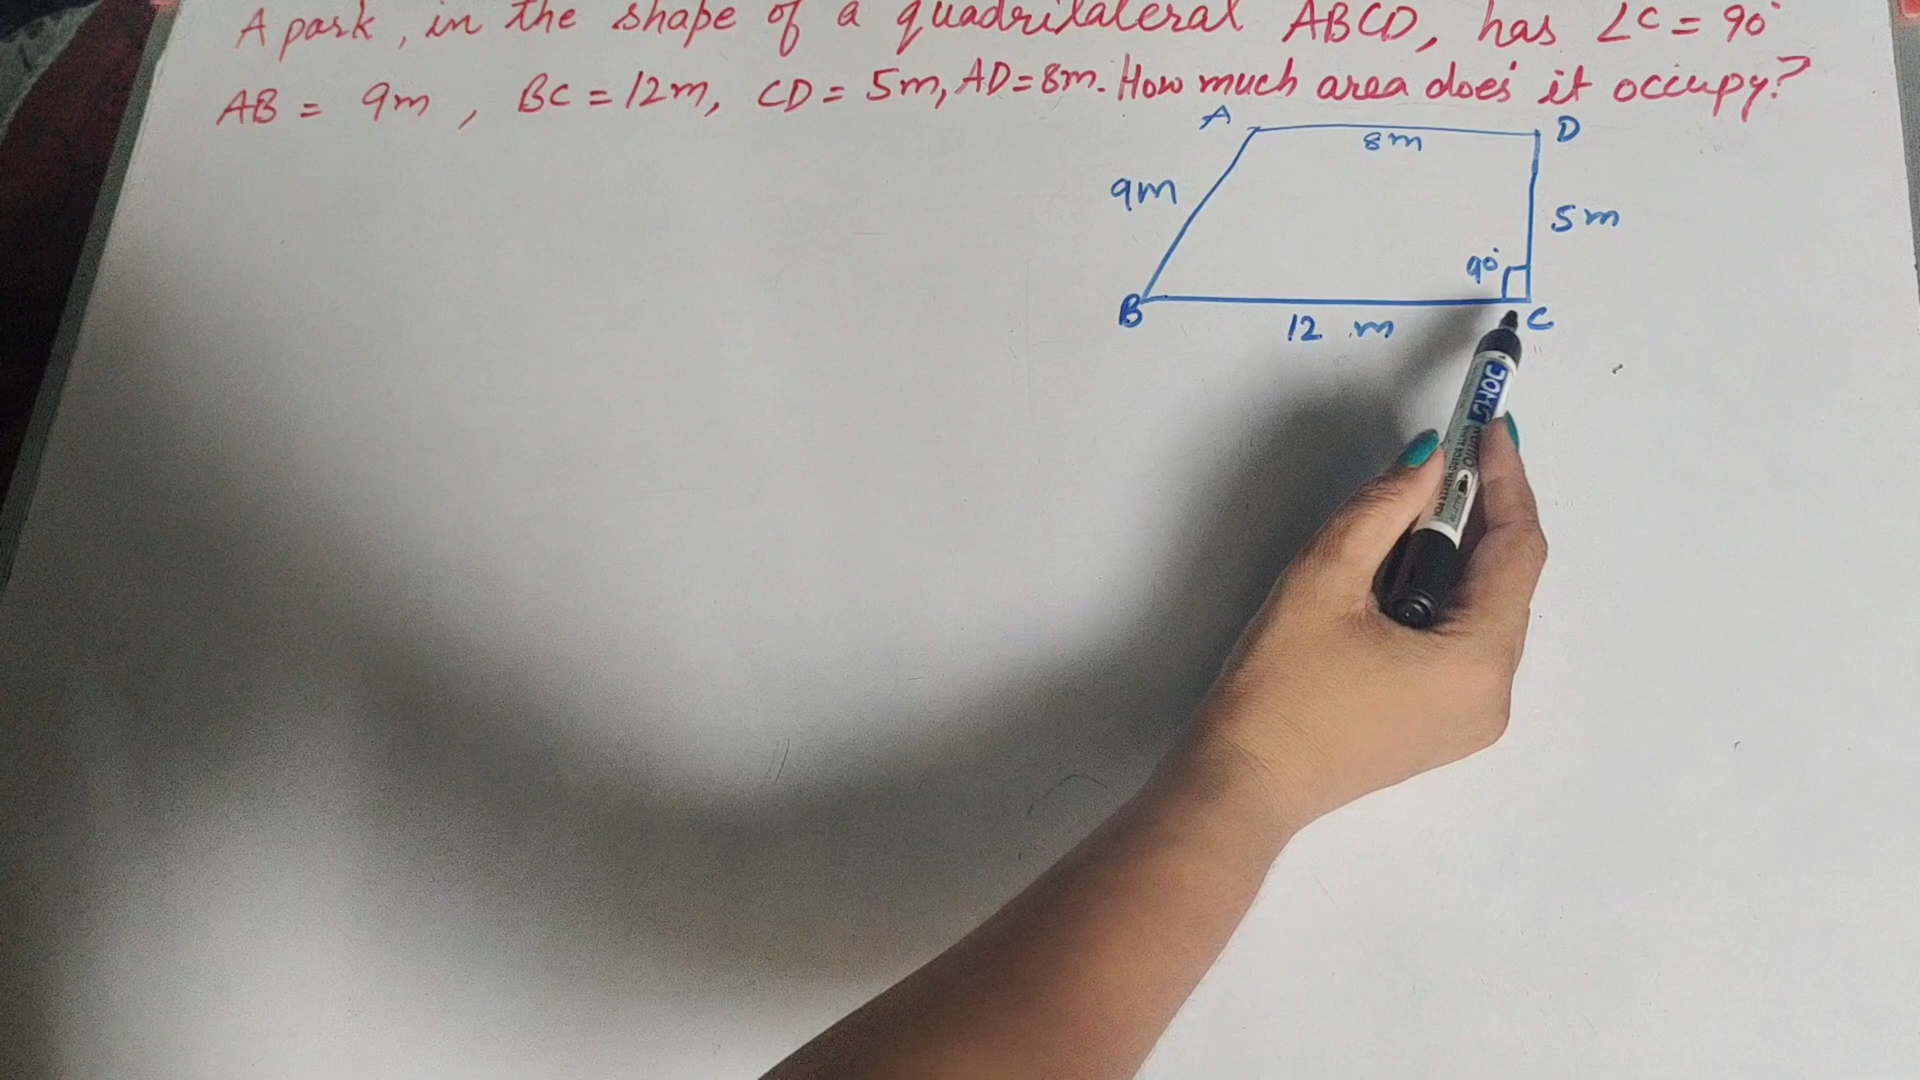 A park, in the shape of a quadrilateral ABCD, has ∠C = 90°
AB = 9m, BC = 12m, CD = 5m, AD = 8m. How much area does it occupy?
A
D
8m
9m
5m
90°
B
12 m
C
DOMS